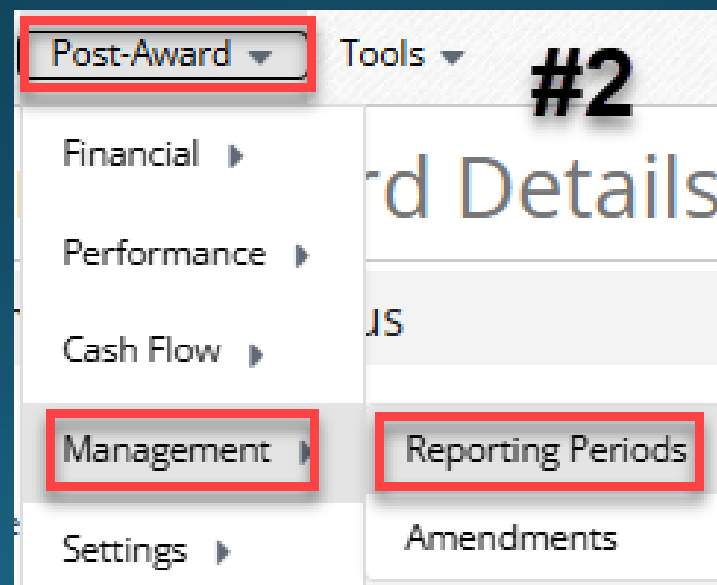 Post-Award Tools #2
Financial
rd Details
Performance
us
Cash Flow
Management Reporting Periods
Settings Amendments